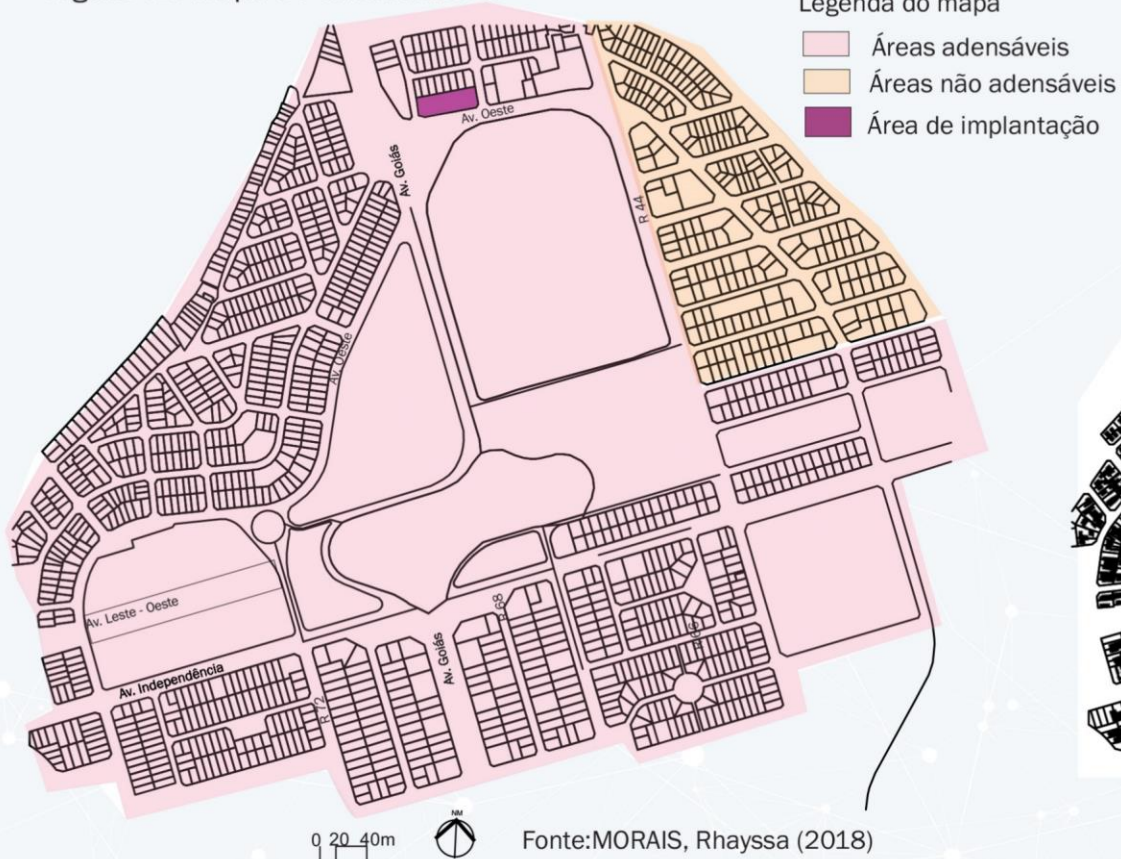 Legenda do mapa
Áreas adensáveis
Áreas não adensáveis
Área de implantação
Av. Oeste
Av. Goiás
R 44
Av. Oeste
Av. Leste - Oeste
R 68
Av. Goiás
Av. Independência
R 72
NM
0 20 40m
Fonte:MORAIS, Rhayssa (2018)